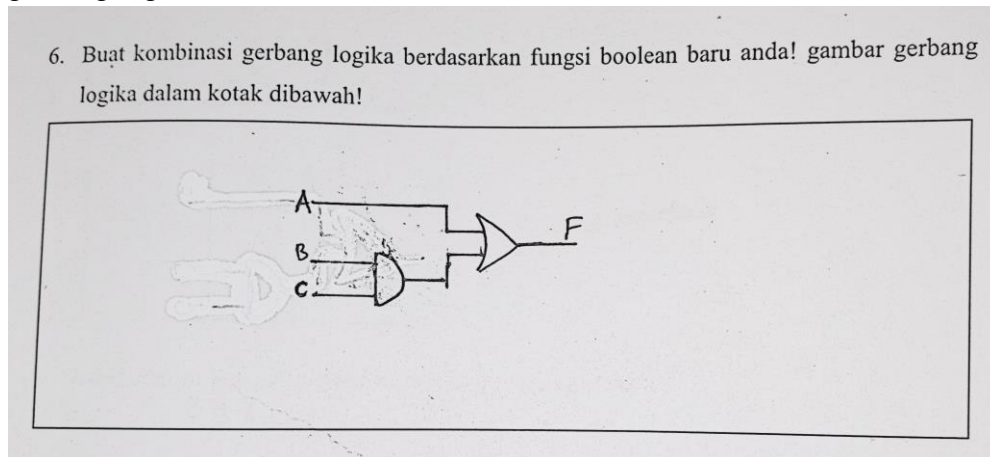 6. Buat kombinasi gerbang logika berdasarkan fungsi boolean baru anda! gambar gerbang
logika dalam kotak dibawah!
A
F
B
C